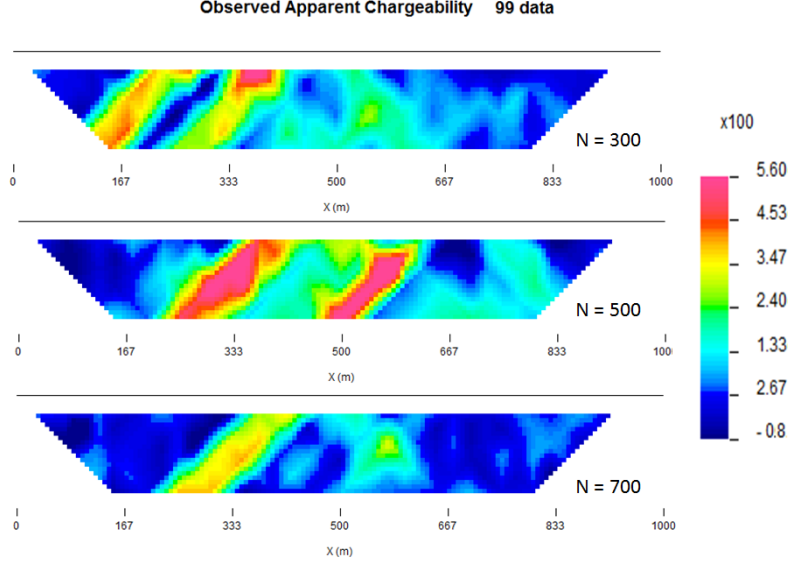 Observed Apparent Chargeability 99 data
N = 300
0 167 333 500 667 833 1000
X (m)
N = 500
0 167 333 500 667 833 100
X (m)
N = 700
0 167 333 500 667 833 1000
X (m)
x100
5.60
4.53
3.47
2.40
1.33
2.67
- 0.8